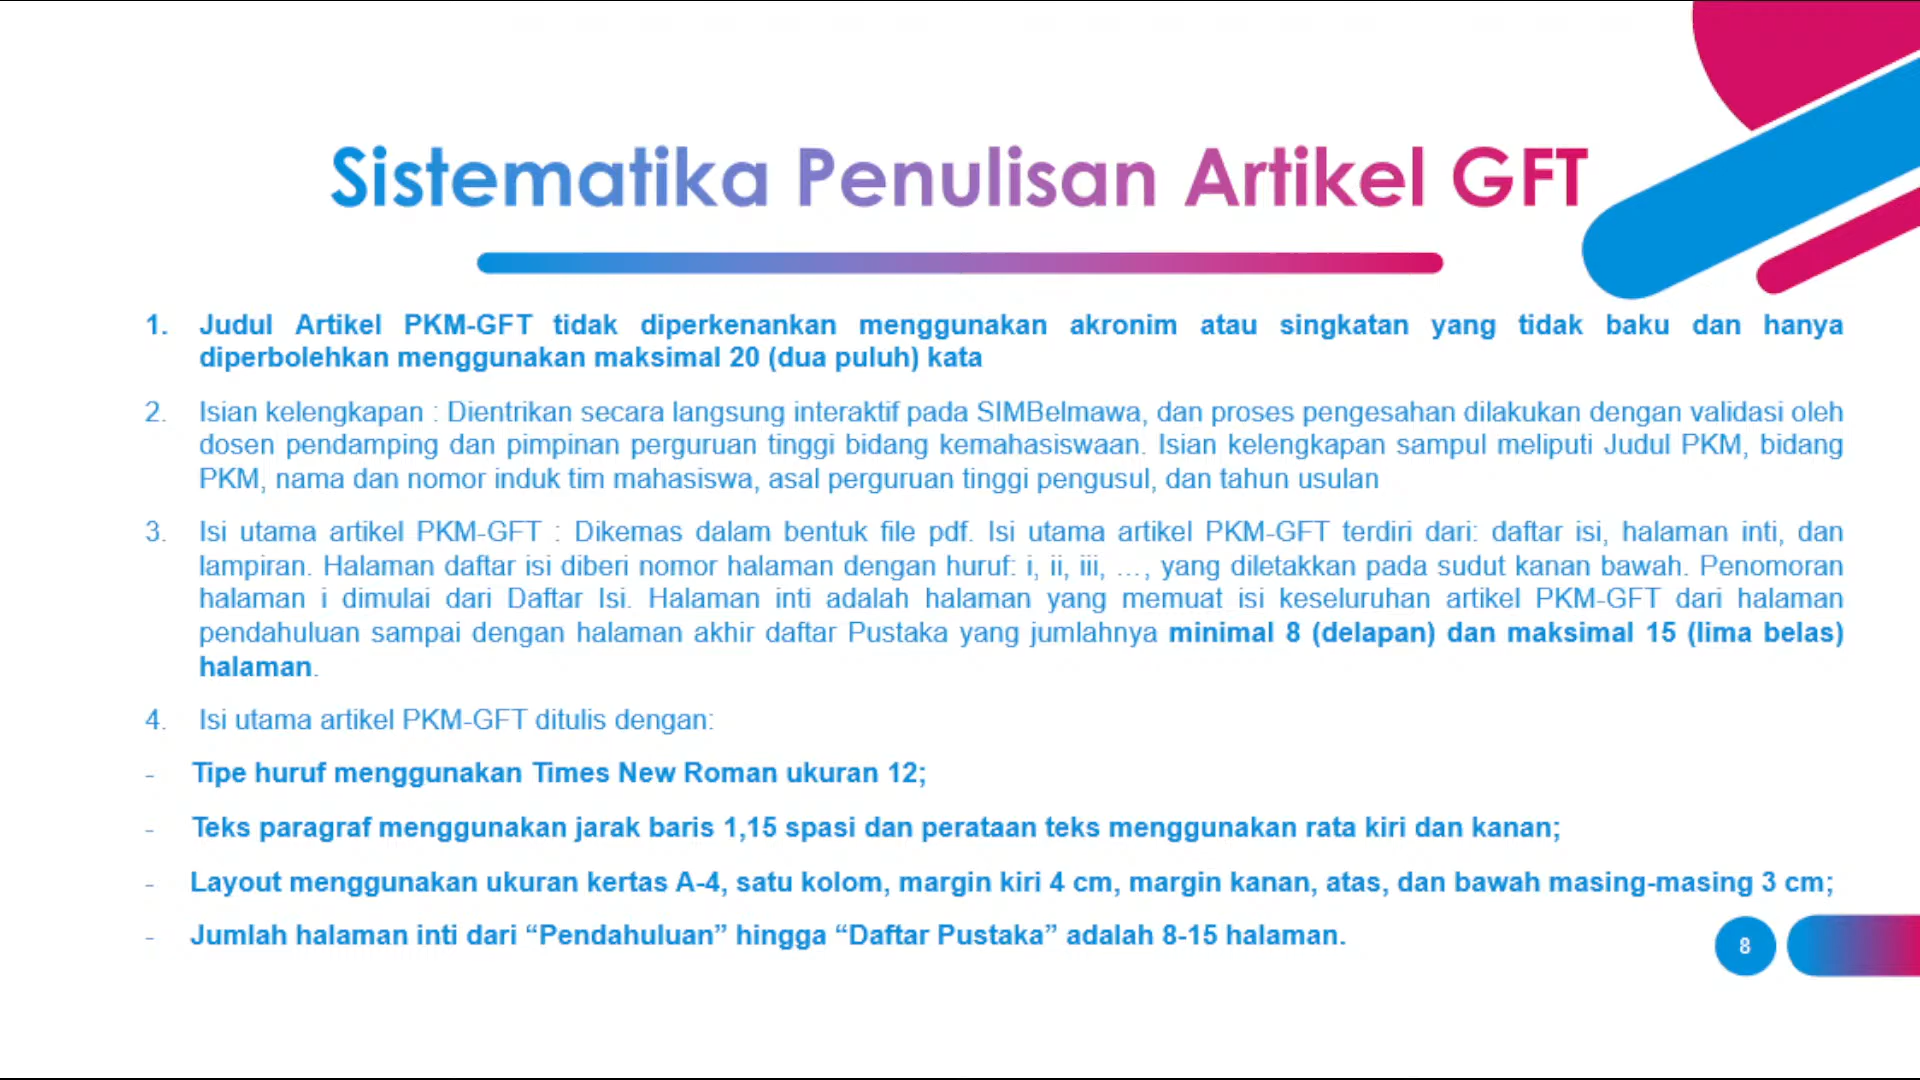 Sistematika Penulisan Artikel GFT
1. Judul Artikel PKM-GFT tidak diperkenankan menggunakan akronim atau singkatan yang tidak baku dan hanya
diperbolehkan menggunakan maksimal 20 (dua puluh) kata
2. Isian kelengkapan : Dientrikan secara langsung interaktif pada SIMBelmawa, dan proses pengesahan dilakukan dengan validasi oleh
dosen pendamping dan pimpinan perguruan tinggi bidang kemahasiswaan. Isian kelengkapan sampul meliputi Judul PKM, bidang
PKM, nama dan nomor induk tim mahasiswa, asal perguruan tinggi pengusul, dan tahun usulan
3. Isi utama artikel PKM-GFT : Dikemas dalam bentuk file pdf. Isi utama artikel PKM-GFT terdiri dari: daftar isi, halaman inti, dan
lampiran. Halaman daftar isi diberi nomor halaman dengan huruf: i, ii, iii, ..., yang diletakkan pada sudut kanan bawah. Penomoran
halaman i dimulai dari Daftar Isi. Halaman inti adalah halaman yang memuat isi keseluruhan artikel PKM-GFT dari halaman
pendahuluan sampai dengan halaman akhir daftar Pustaka yang jumlahnya minimal 8 (delapan) dan maksimal 15 (lima belas)
halaman.
4. Isi utama artikel PKM-GFT ditulis dengan:
- Tipe huruf menggunakan Times New Roman ukuran 12;
- Teks paragraf menggunakan jarak baris 1,15 spasi dan perataan teks menggunakan rata kiri dan kanan;
- Layout menggunakan ukuran kertas A-4, satu kolom, margin kiri 4 cm, margin kanan, atas, dan bawah masing-masing 3 cm;
- Jumlah halaman inti dari “Pendahuluan” hingga “Daftar Pustaka” adalah 8-15 halaman.
8